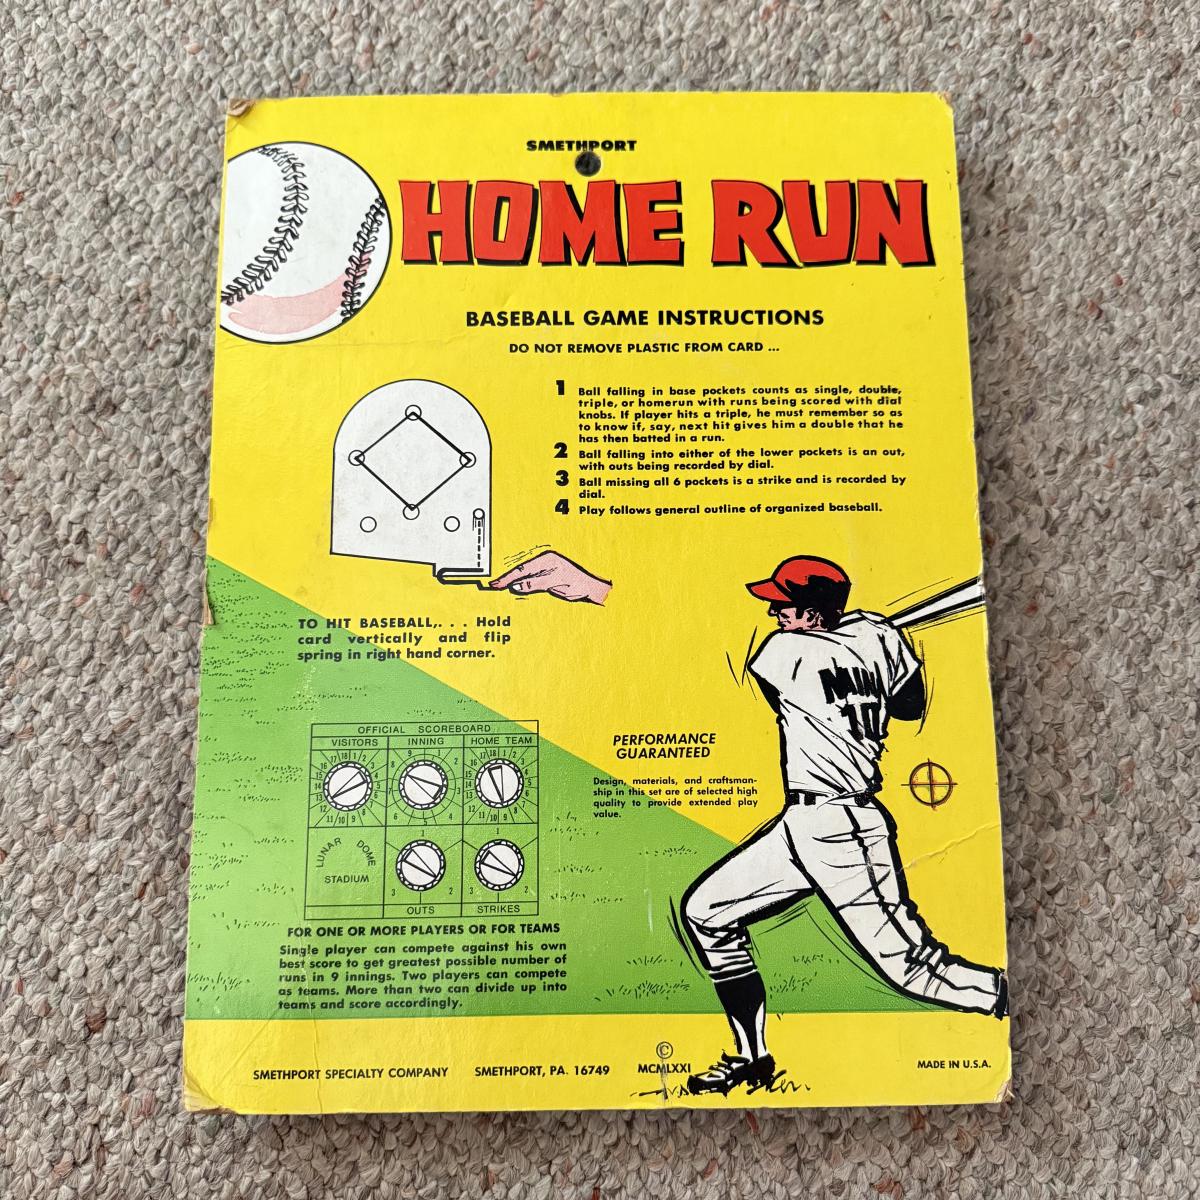 SMETHPORT
HOME RUN
BASEBALL GAME INSTRUCTIONS
DO NOT REMOVE PLASTIC FROM CARD ...
1 Ball falling in base pockets counts as single, double,
triple, or homerun with runs being scored with dial
knobs. If player hits a triple, he must remember so as
to know if, say, next hit gives him a double that he
has then batted in a run.
2 Ball falling into either of the lower pockets is an out,
with outs being recorded by dial.
3 Ball missing all 6 pockets is a strike and is recorded by
dial.
4 Play follows general outline of organized baseball.
TO HIT BASEBALL,. . . Hold
card vertically and flip
spring in right hand corner.
OFFICIAL SCOREBOARD
VISITORS INNING HOME TEAM
LUNAR DOME
STADIUM
OUTS STRIKES
1 2 3
1 2 3
PERFORMANCE
GUARANTEED
Design, materials, and craftsman-
ship in this set are of selected high
quality to provide extended play
value.
10
FOR ONE OR MORE PLAYERS OR FOR TEAMS
Single player can compete against his own
best score to get greatest possible number of
runs in 9 innings. Two players can compete
as teams. More than two can divide up into
teams and score accordingly.
SMETHPORT SPECIALTY COMPANY SMETHPORT, PA. 16749 © MCMLXXI MADE IN U.S.A.